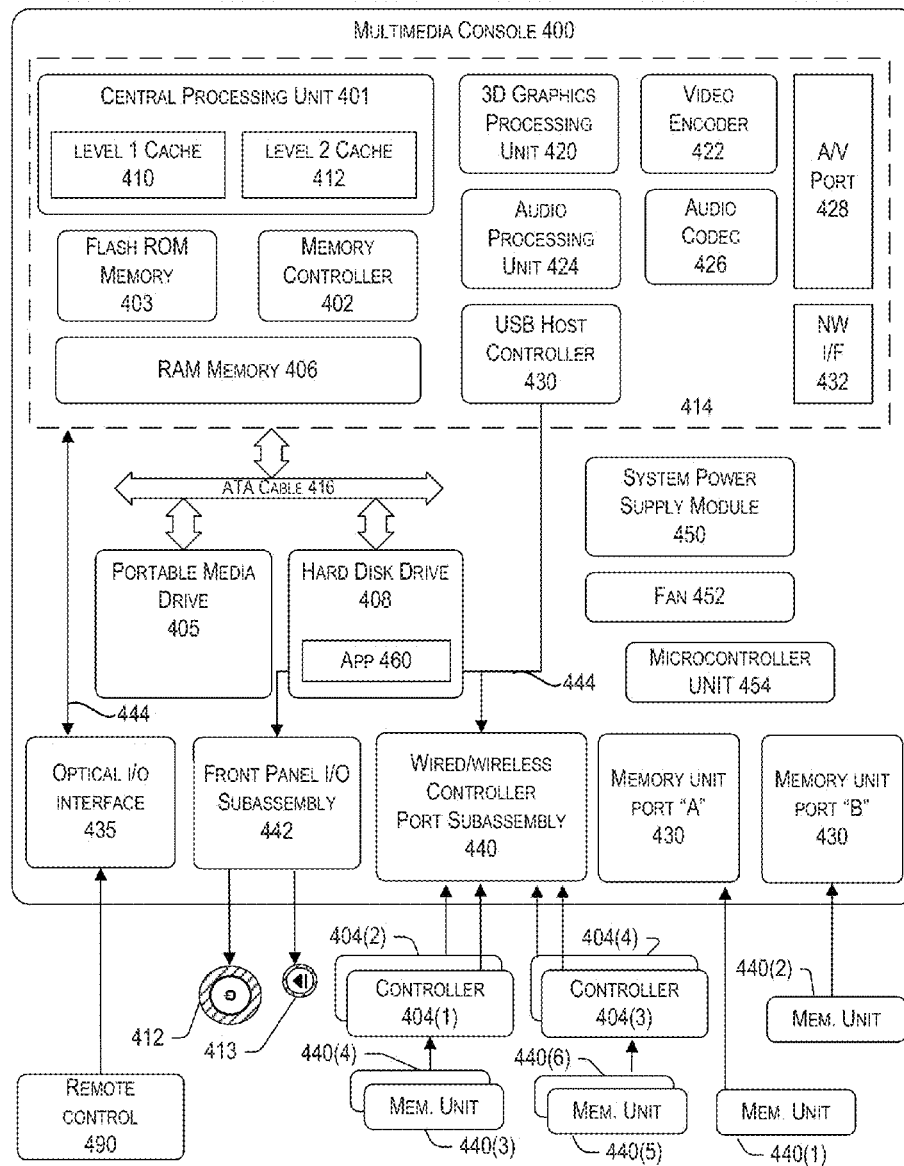 MULTIMEDIA CONSOLE 400
CENTRAL PROCESSING UNIT 401
LEVEL 1 CACHE
410
LEVEL 2 CACHE
412
3D GRAPHICS
PROCESSING
UNIT 420
VIDEO
ENCODER
422
A/V
PORT
428
FLASH ROM
MEMORY
403
MEMORY
CONTROLLER
402
AUDIO
PROCESSING
UNIT 424
AUDIO
CODEC
426
RAM MEMORY 406
USB HOST
CONTROLLER
430
NW
I/F
432
414
ATA CABLE 416
SYSTEM POWER
SUPPLY MODULE
450
PORTABLE MEDIA
DRIVE
405
HARD DISK DRIVE
408
APP 460
FAN 452
MICROCONTROLLER
UNIT 454
444
444
OPTICAL I/O
INTERFACE
435
FRONT PANEL I/O
SUBASSEMBLY
442
WIRED/WIRELESS
CONTROLLER
PORT SUBASSEMBLY
440
MEMORY UNIT
PORT "A"
430
MEMORY UNIT
PORT "B"
430
404(2)
404(4)
CONTROLLER
404(1)
CONTROLLER
404(3)
440(2)
MEM. UNIT
412
413
440(4)
440(6)
REMOTE
CONTROL
490
MEM. UNIT
440(3)
MEM. UNIT
440(5)
MEM. UNIT
440(1)